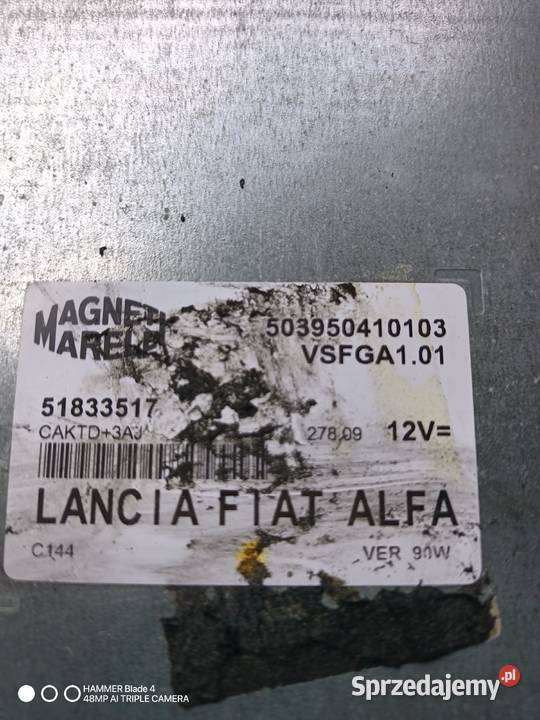 MAGNETI
MARELLI
503950410103
VSFGA1.01
51833517
CAKTD+3AJ
278.09 12V=
LANCIA FIAT ALFA
C144
VER 90W
HAMMER Blade 4
48MP AI TRIPLE CAMERA
Sprzedajemy.pl